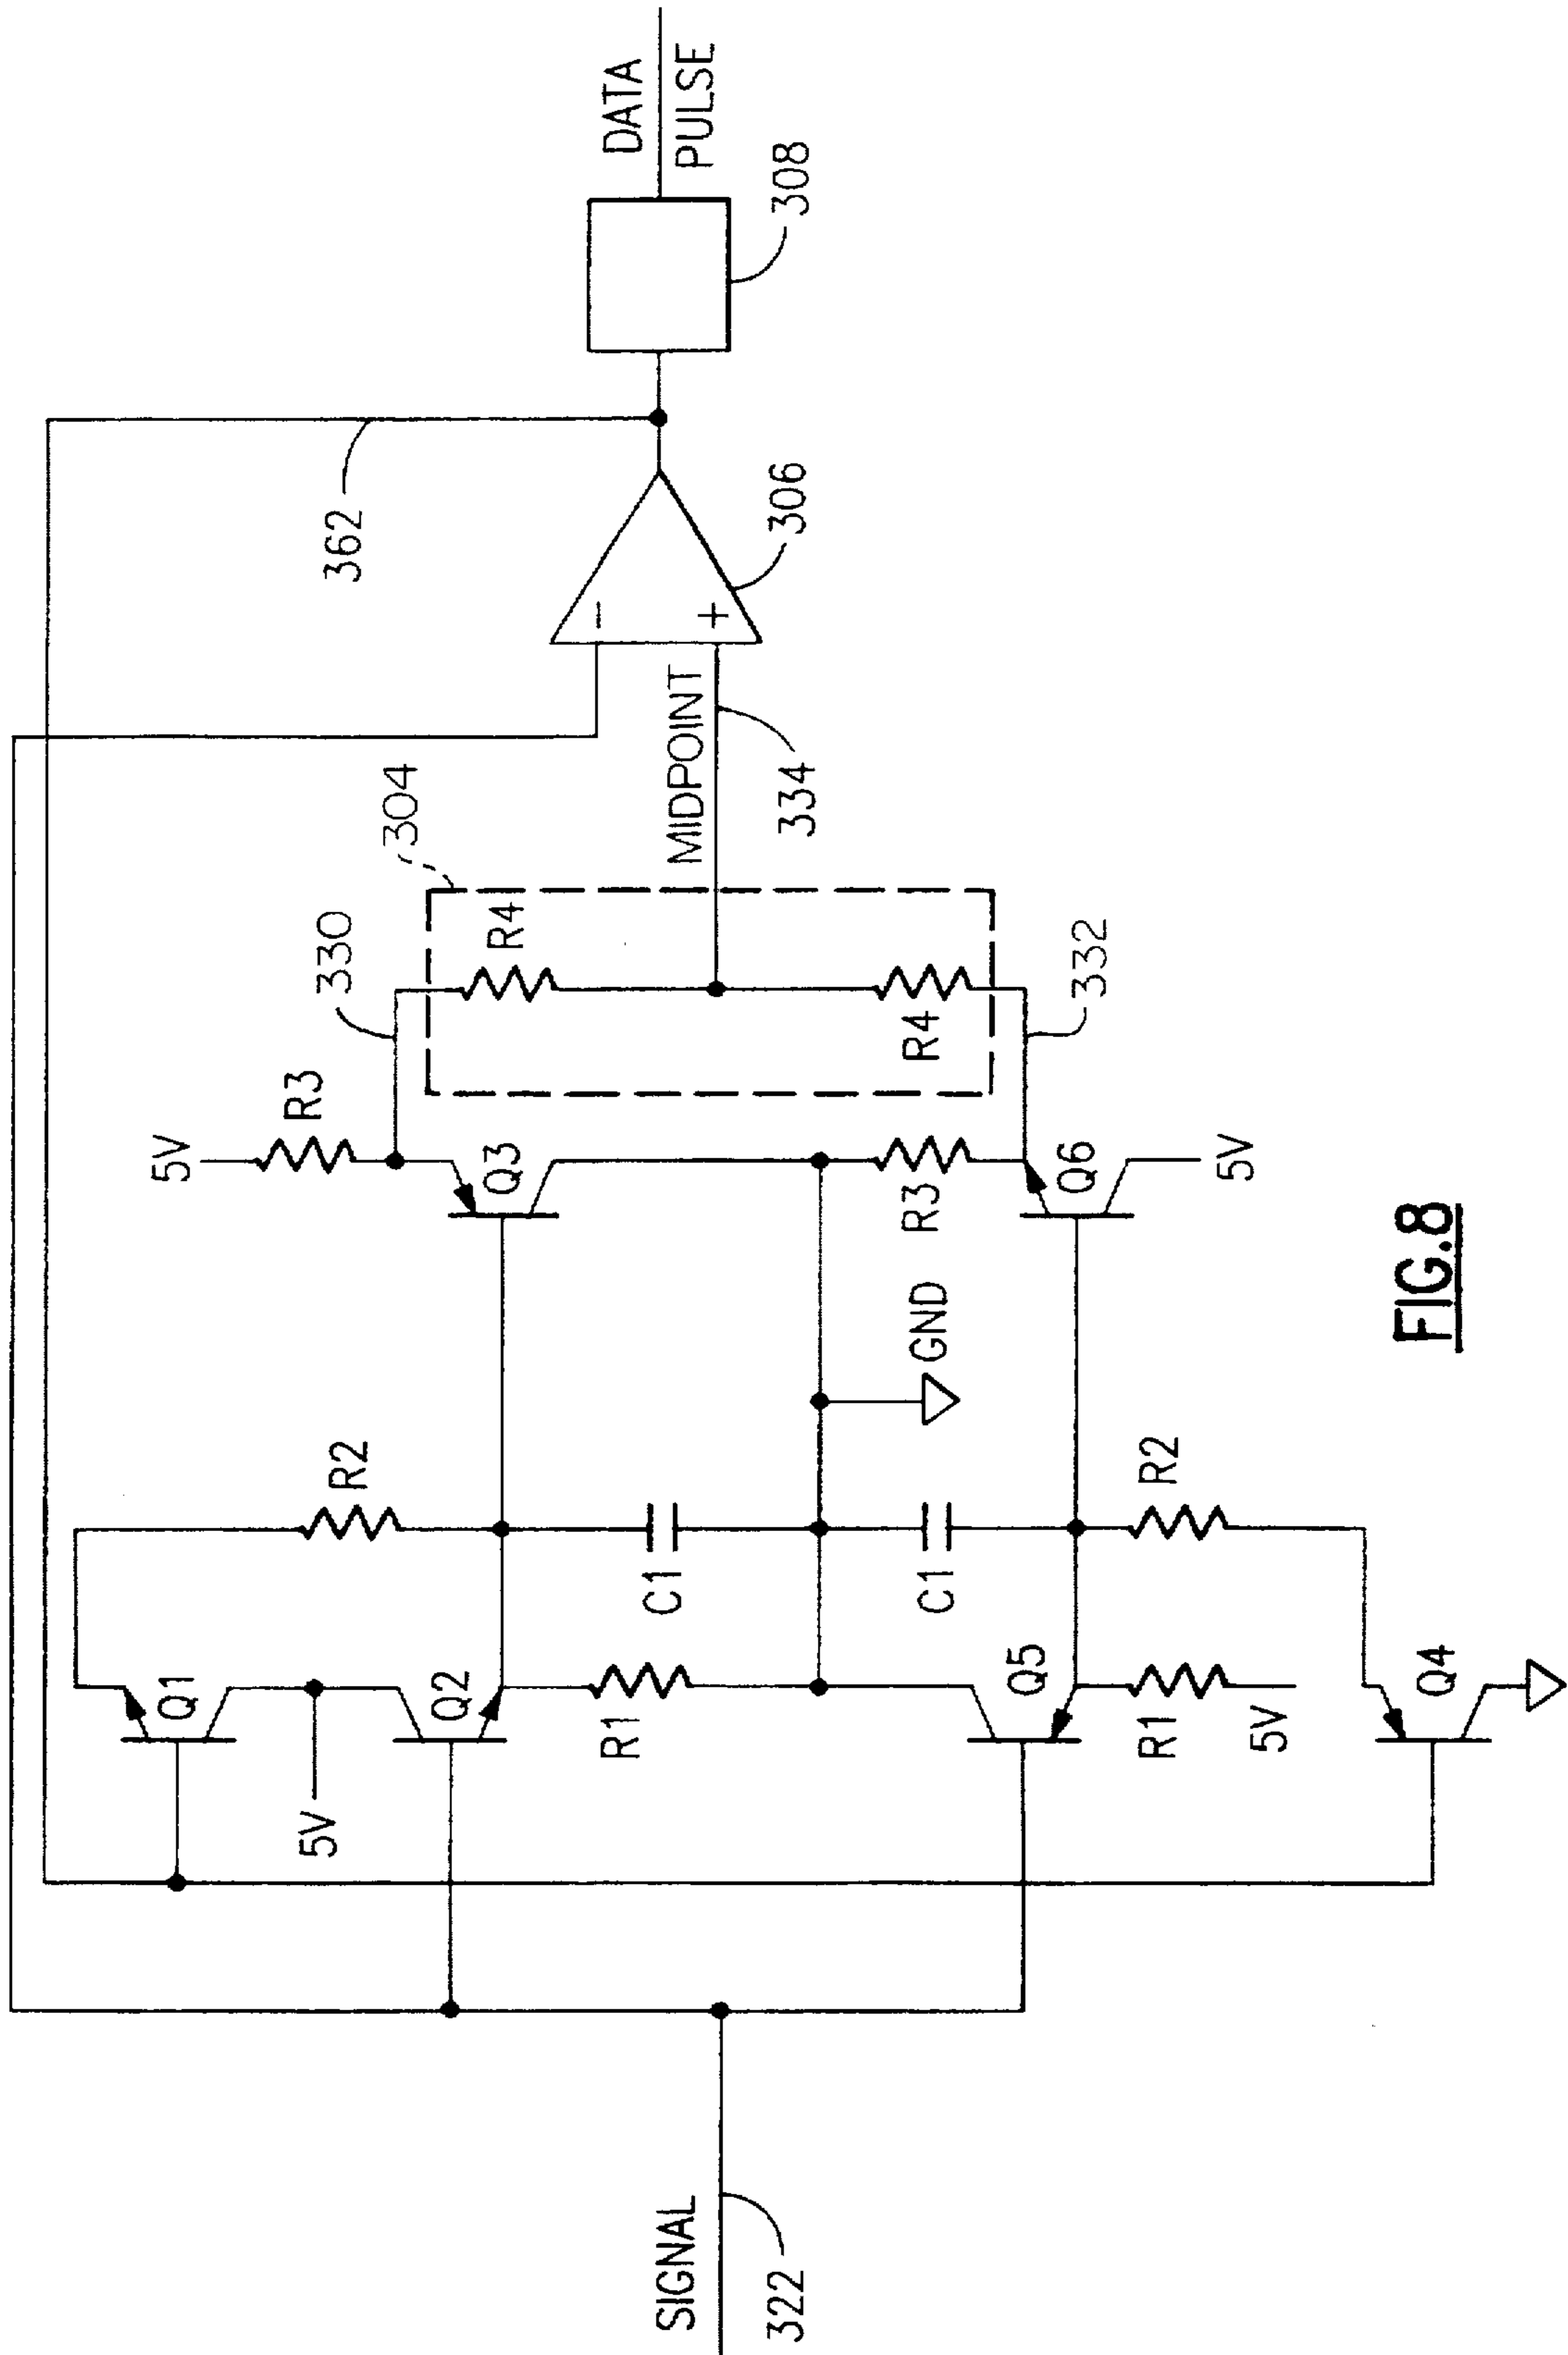 Q1
5V
R3
5V
R2
330
362
304
Q2
Q3
R4
DATA
PULSE
R1
C1
SIGNAL
MIDPOINT
−
+
322
334
306
308
C1
GND
R3
R4
Q5
Q6
332
R1
R2
5V
5V
Q4
FIG.8